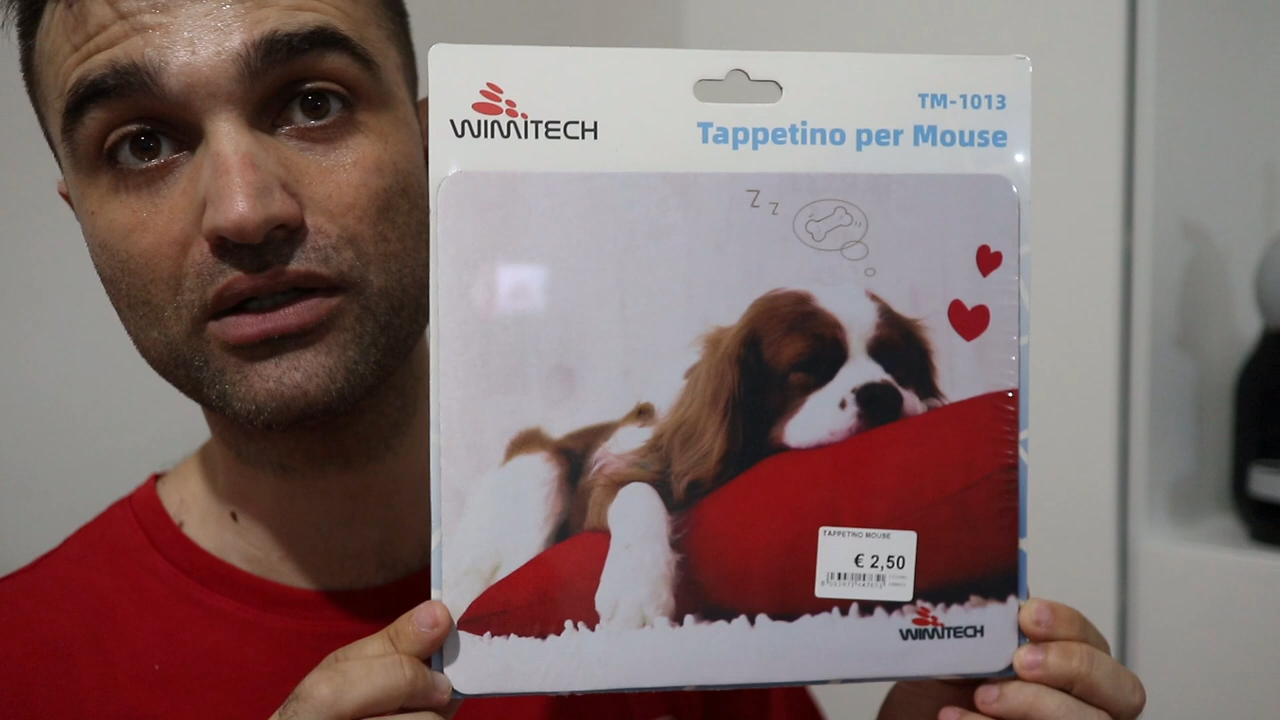 WIMITECH
TM-1013
Tappetino per Mouse
Z Z
TAPPETINO MOUSE
€ 2,50
WIMITECH